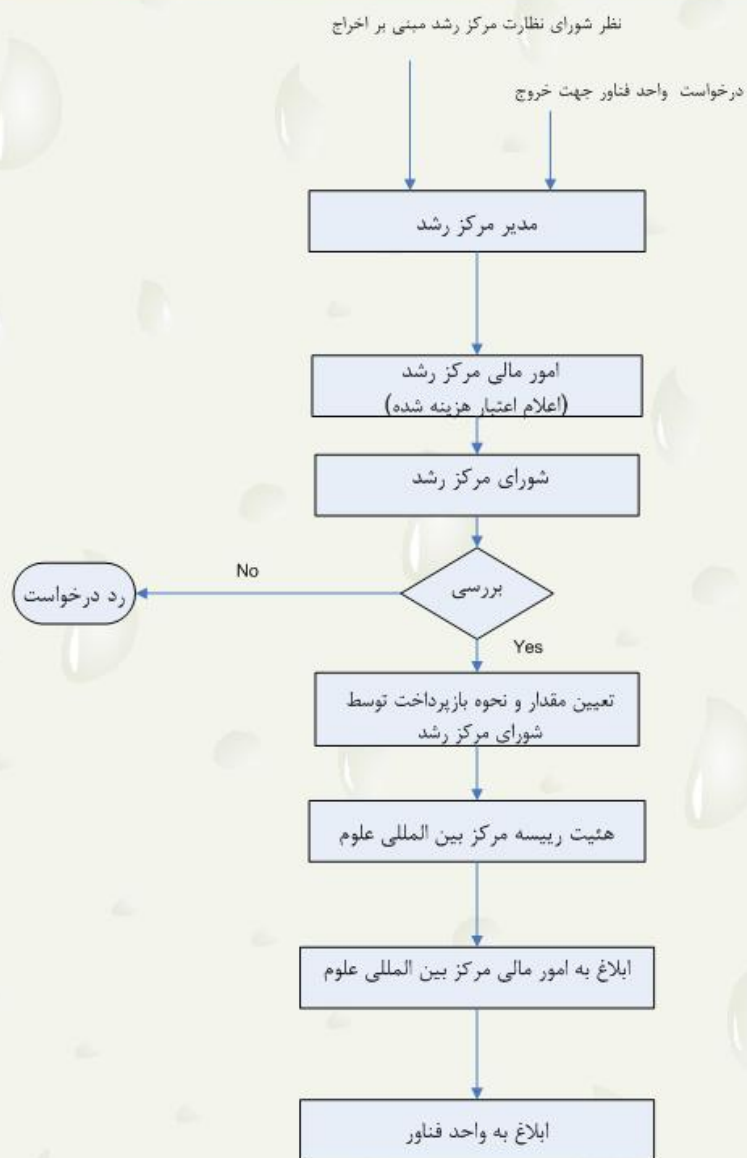 نظر شورای نظارت مرکز رشد مبنی بر اخراج
درخواست واحد فناور جهت خروج
مدیر مرکز رشد
امور مالی مرکز رشد
(اعلام اعتبار هزینه شده)
شورای مرکز رشد
بررسی
No
رد درخواست
Yes
تعیین مقدار و نحوه بازپرداخت توسط
شورای مرکز رشد
هئیت رییسه مرکز بین المللی علوم
ابلاغ به امور مالی مرکز بین المللی علوم
ابلاغ به واحد فناور